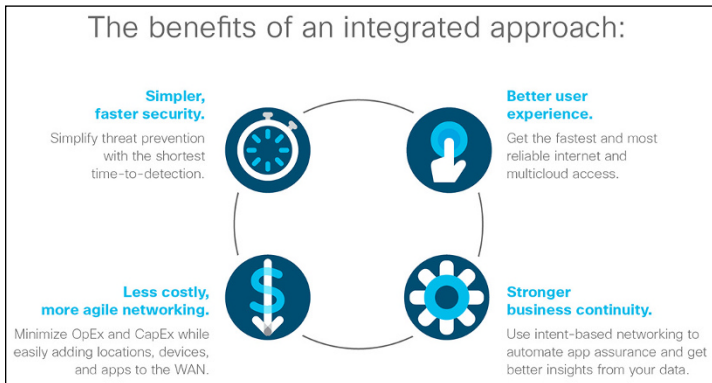 The benefits of an integrated approach:
Simpler,
faster security.
Simplify threat prevention
with the shortest
time-to-detection.
Better user
experience.
Get the fastest and most
reliable internet and
multicloud access.
Less costly,
more agile networking.
Minimize OpEx and CapEx while
easily adding locations, devices,
and apps to the WAN.
Stronger
business continuity.
Use intent-based networking to
automate app assurance and get
better insights from your data.